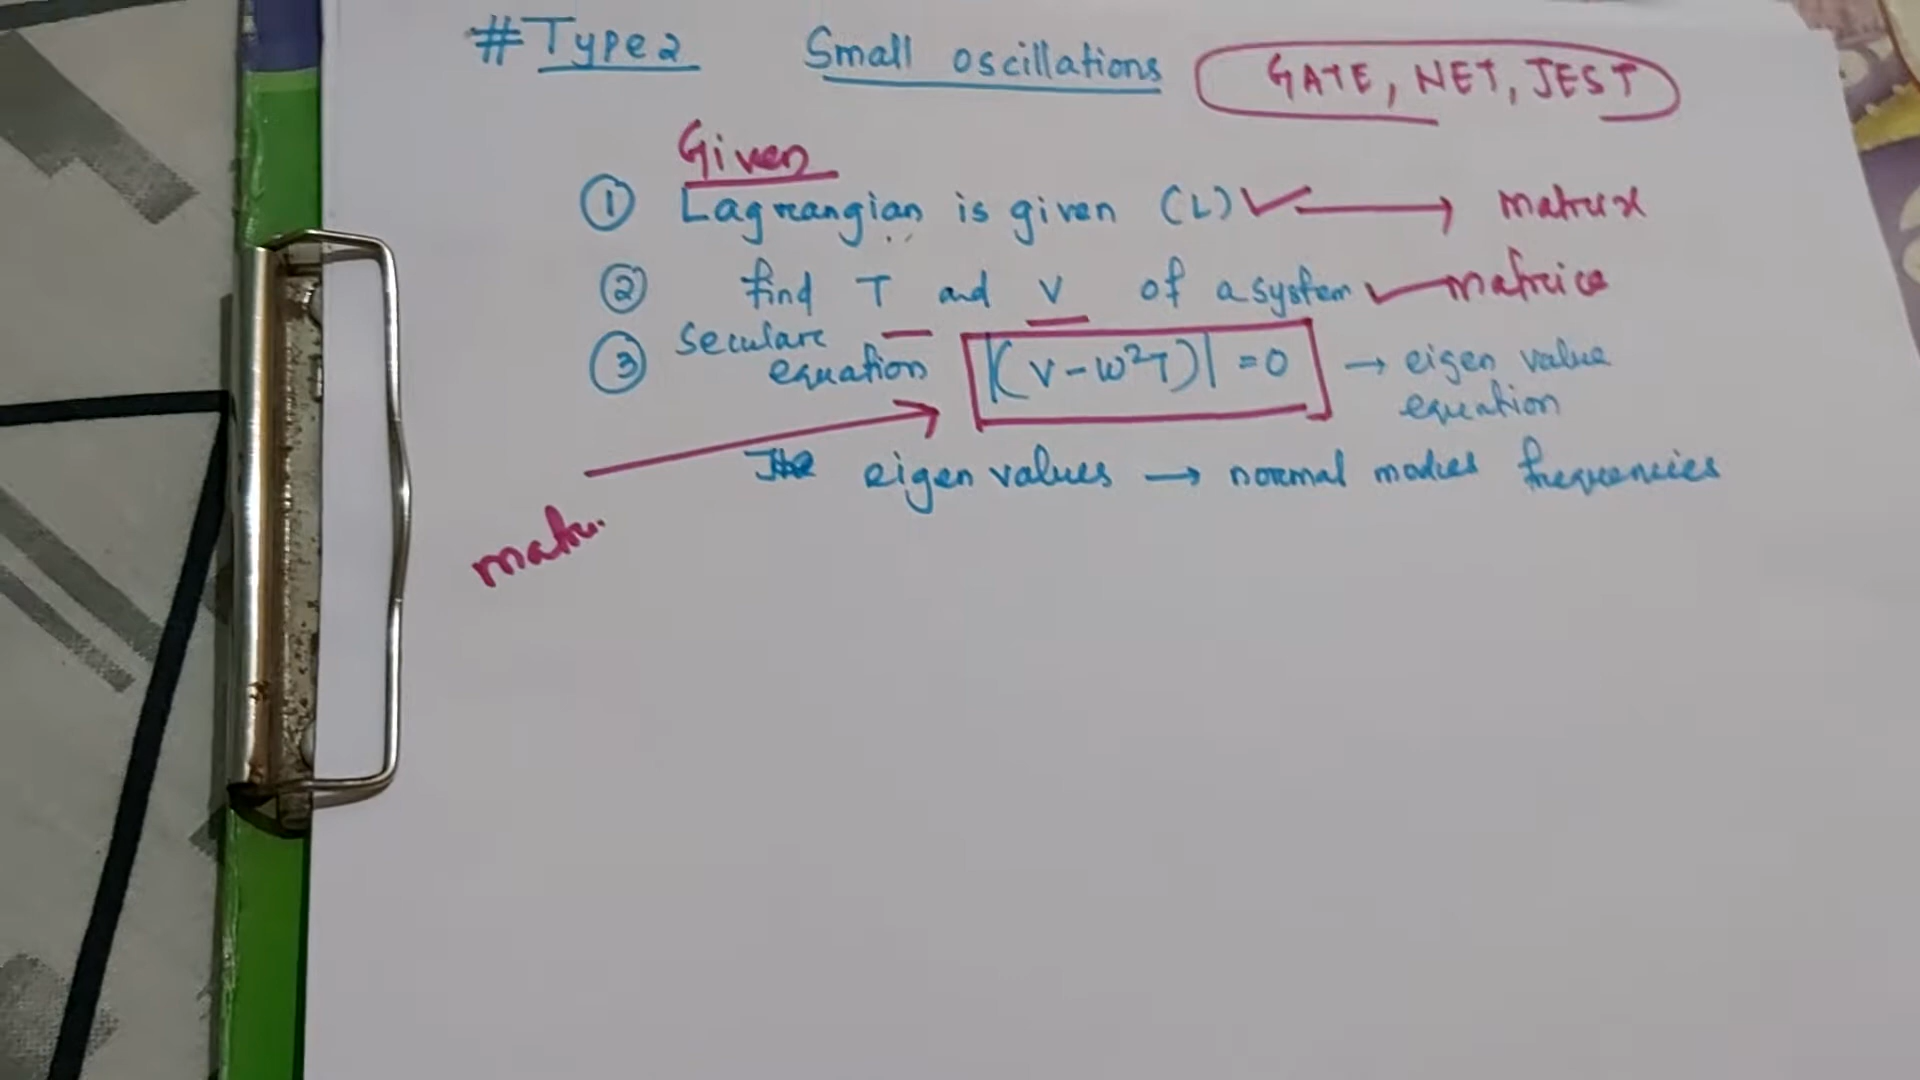 #Type2 Small oscillations GATE, NET, JEST
Given
① Lagrangian is given (L) ✓ → matrix
② find T and V of a system ✓ matrice
③ Seculare equation |(V-ω²T)| = 0 → eigen value equation
The eigen values → normal modes frequencies